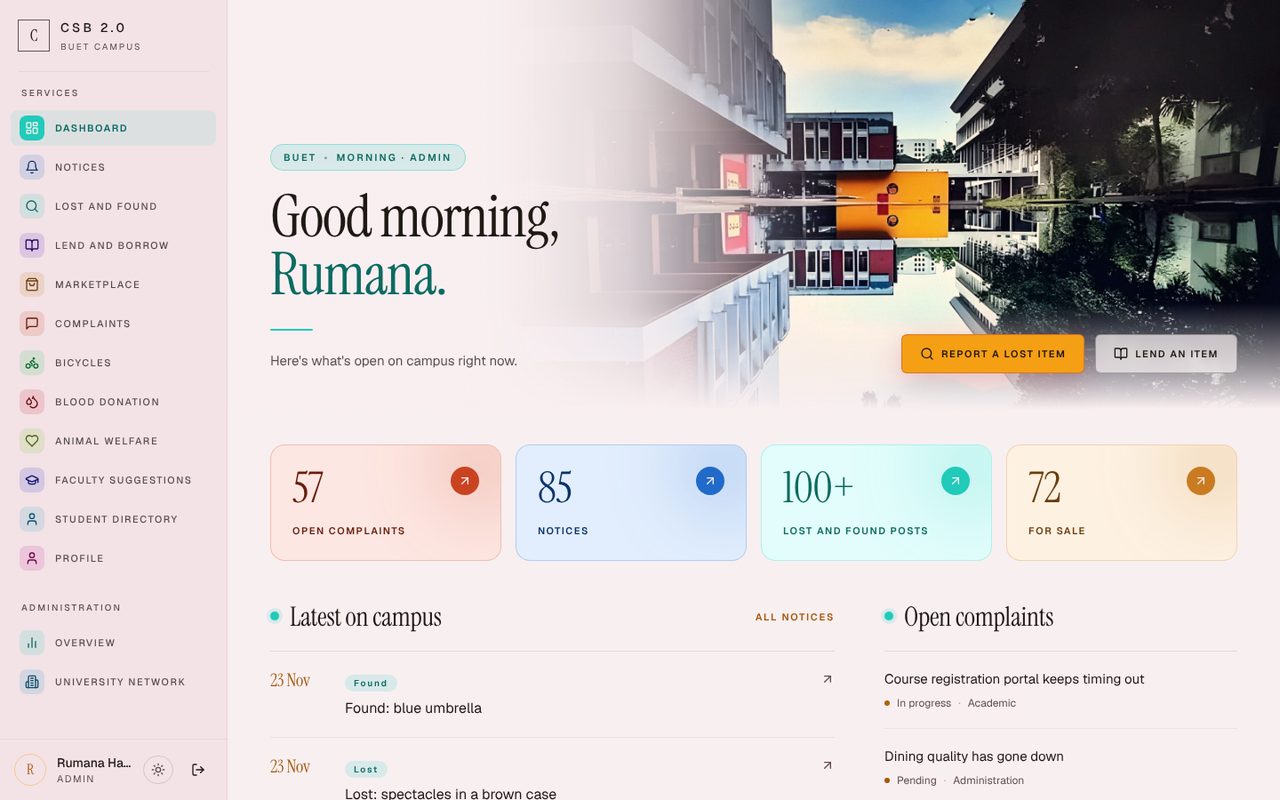 C
CSB 2.0
BUET CAMPUS
SERVICES
DASHBOARD
NOTICES
LOST AND FOUND
LEND AND BORROW
MARKETPLACE
COMPLAINTS
BICYCLES
BLOOD DONATION
ANIMAL WELFARE
FACULTY SUGGESTIONS
STUDENT DIRECTORY
PROFILE
ADMINISTRATION
OVERVIEW
UNIVERSITY NETWORK
R
Rumana Ha...
ADMIN
BUET • MORNING · ADMIN
Good morning,
Rumana.
Here's what's open on campus right now.
REPORT A LOST ITEM
LEND AN ITEM
57
OPEN COMPLAINTS
85
NOTICES
100+
LOST AND FOUND POSTS
72
FOR SALE
Latest on campus
ALL NOTICES
23 Nov
Found
Found: blue umbrella
23 Nov
Lost
Lost: spectacles in a brown case
Open complaints
Course registration portal keeps timing out
In progress · Academic
Dining quality has gone down
Pending · Administration